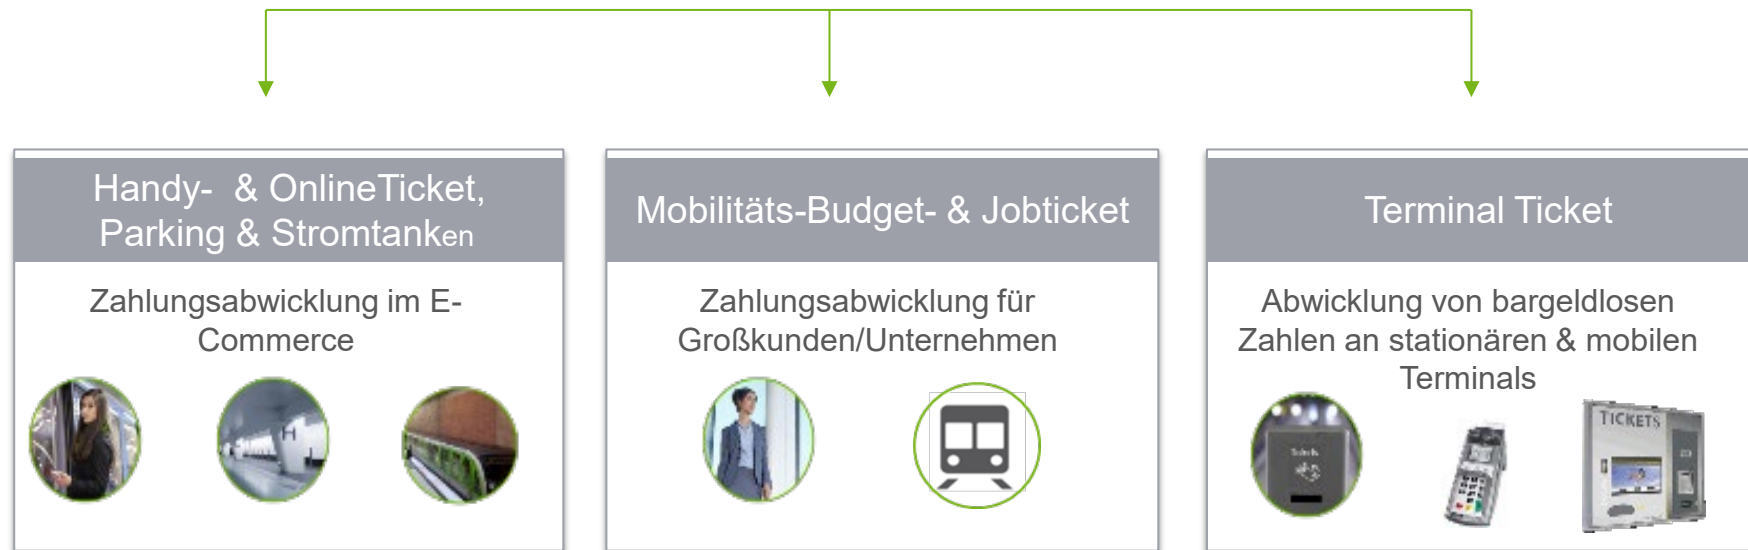 Handy-  & OnlineTicket,
Parking & Stromtanken
Zahlungsabwicklung im E-
Commerce
Mobilitäts-Budget- & Jobticket
Zahlungsabwicklung für
Großkunden/Unternehmen
Terminal Ticket
Abwicklung von bargeldlosen
Zahlen an stationären & mobilen
Terminals
H
Tickets
TICKETS